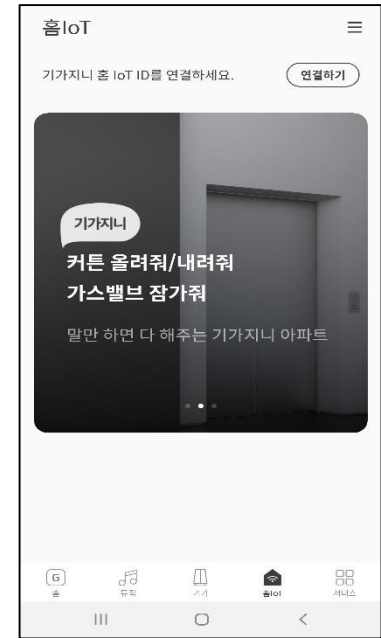 홈IoT
기가지니 홈 IoT ID를 연결하세요.
연결하기
기가지니
커튼 올려줘/내려줘
가스밸브 잠가줘
말만 하면 다 해주는 기가지니 아파트
G
홈
뮤직
기기
홈IoT
서비스